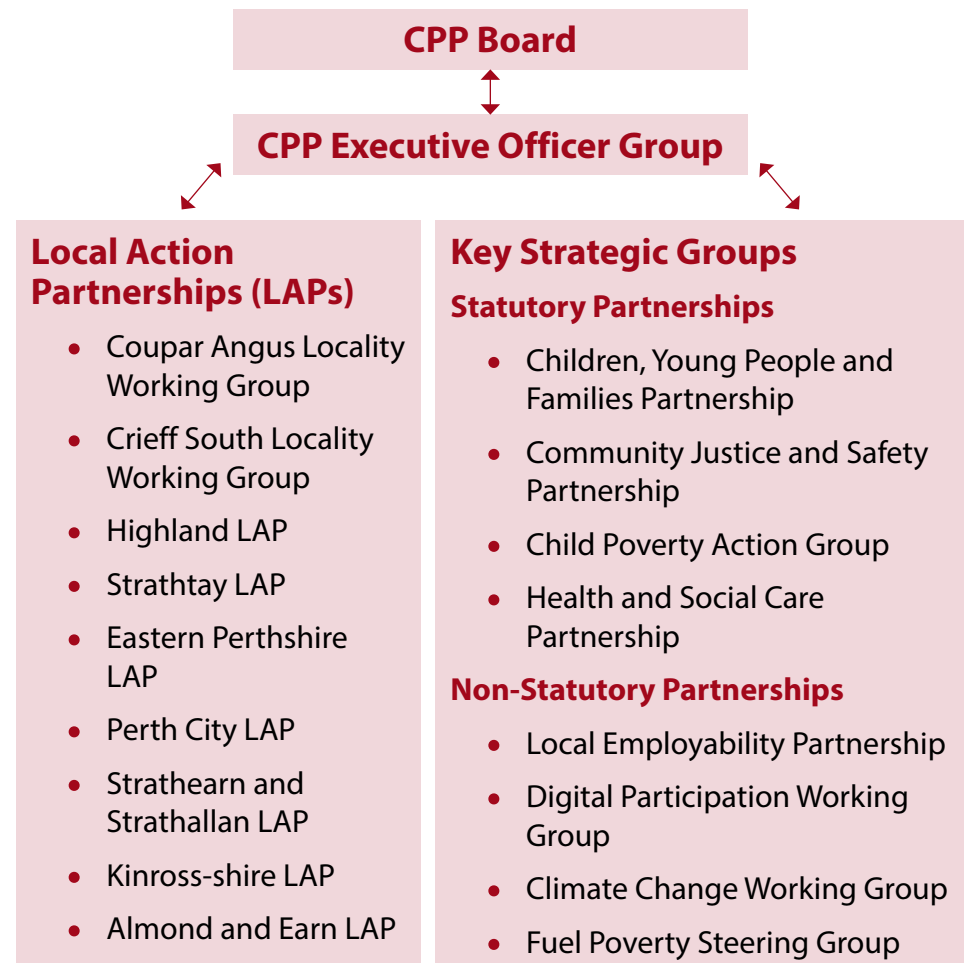 CPP Board
CPP Executive Officer Group
Local Action
Partnerships (LAPs)
• Coupar Angus Locality
Working Group
• Crieff South Locality
Working Group
• Highland LAP
• Strathtay LAP
• Eastern Perthshire
LAP
• Perth City LAP
• Strathearn and
Strathallan LAP
• Kinross-shire LAP
• Almond and Earn LAP
Key Strategic Groups
Statutory Partnerships
• Children, Young People and
Families Partnership
• Community Justice and Safety
Partnership
• Child Poverty Action Group
• Health and Social Care
Partnership
Non-Statutory Partnerships
• Local Employability Partnership
• Digital Participation Working
Group
• Climate Change Working Group
• Fuel Poverty Steering Group